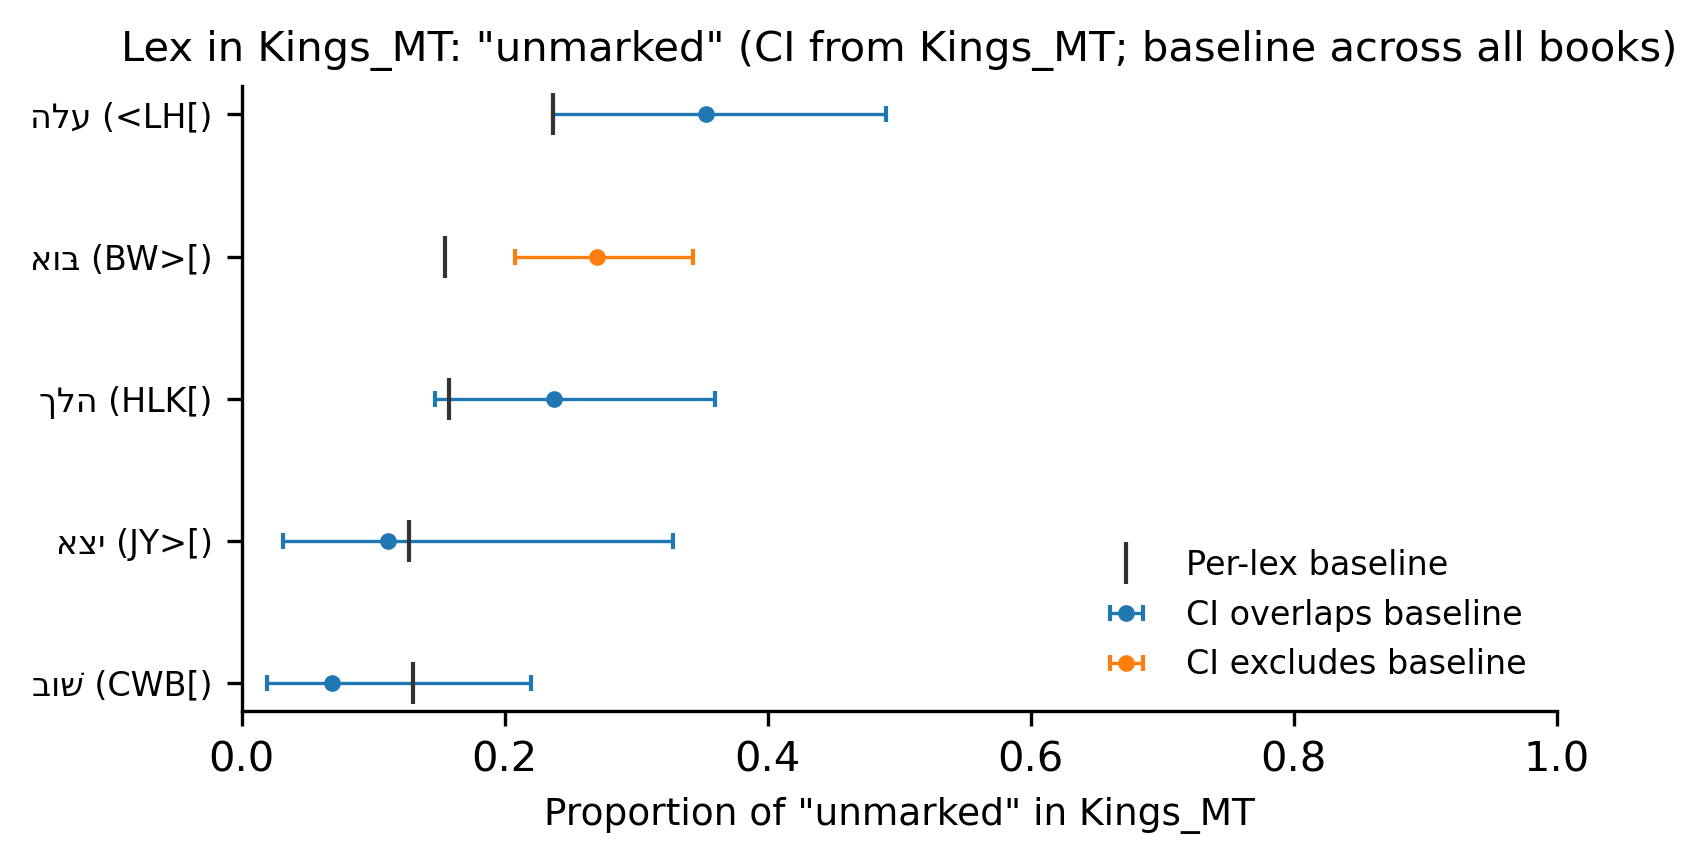 Lex in Kings_MT: "unmarked" (CI from Kings_MT; baseline across all books)
עלה (<LH[)
בוא (BW>[)
הלך (HLK[)
יצא (JY>[)
שׁוב (CWB[)
Per-lex baseline
CI overlaps baseline
CI excludes baseline
0.0 0.2 0.4 0.6 0.8 1.0
Proportion of "unmarked" in Kings_MT